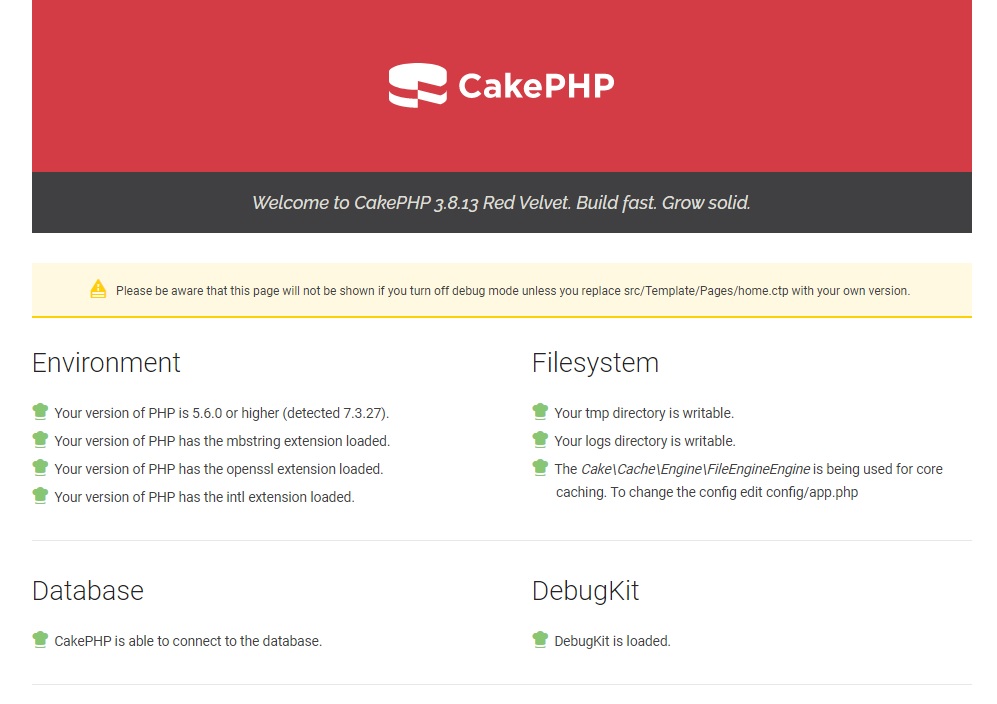 CakePHP
Welcome to CakePHP 3.8.13 Red Velvet. Build fast. Grow solid.
Please be aware that this page will not be shown if you turn off debug mode unless you replace src/Template/Pages/home.ctp with your own version.
Environment
Your version of PHP is 5.6.0 or higher (detected 7.3.27).
Your version of PHP has the mbstring extension loaded.
Your version of PHP has the openssl extension loaded.
Your version of PHP has the intl extension loaded.
Filesystem
Your tmp directory is writable.
Your logs directory is writable.
The Cake\Cache\Engine\FileEngineEngine is being used for core
caching. To change the config edit config/app.php
Database
CakePHP is able to connect to the database.
DebugKit
DebugKit is loaded.